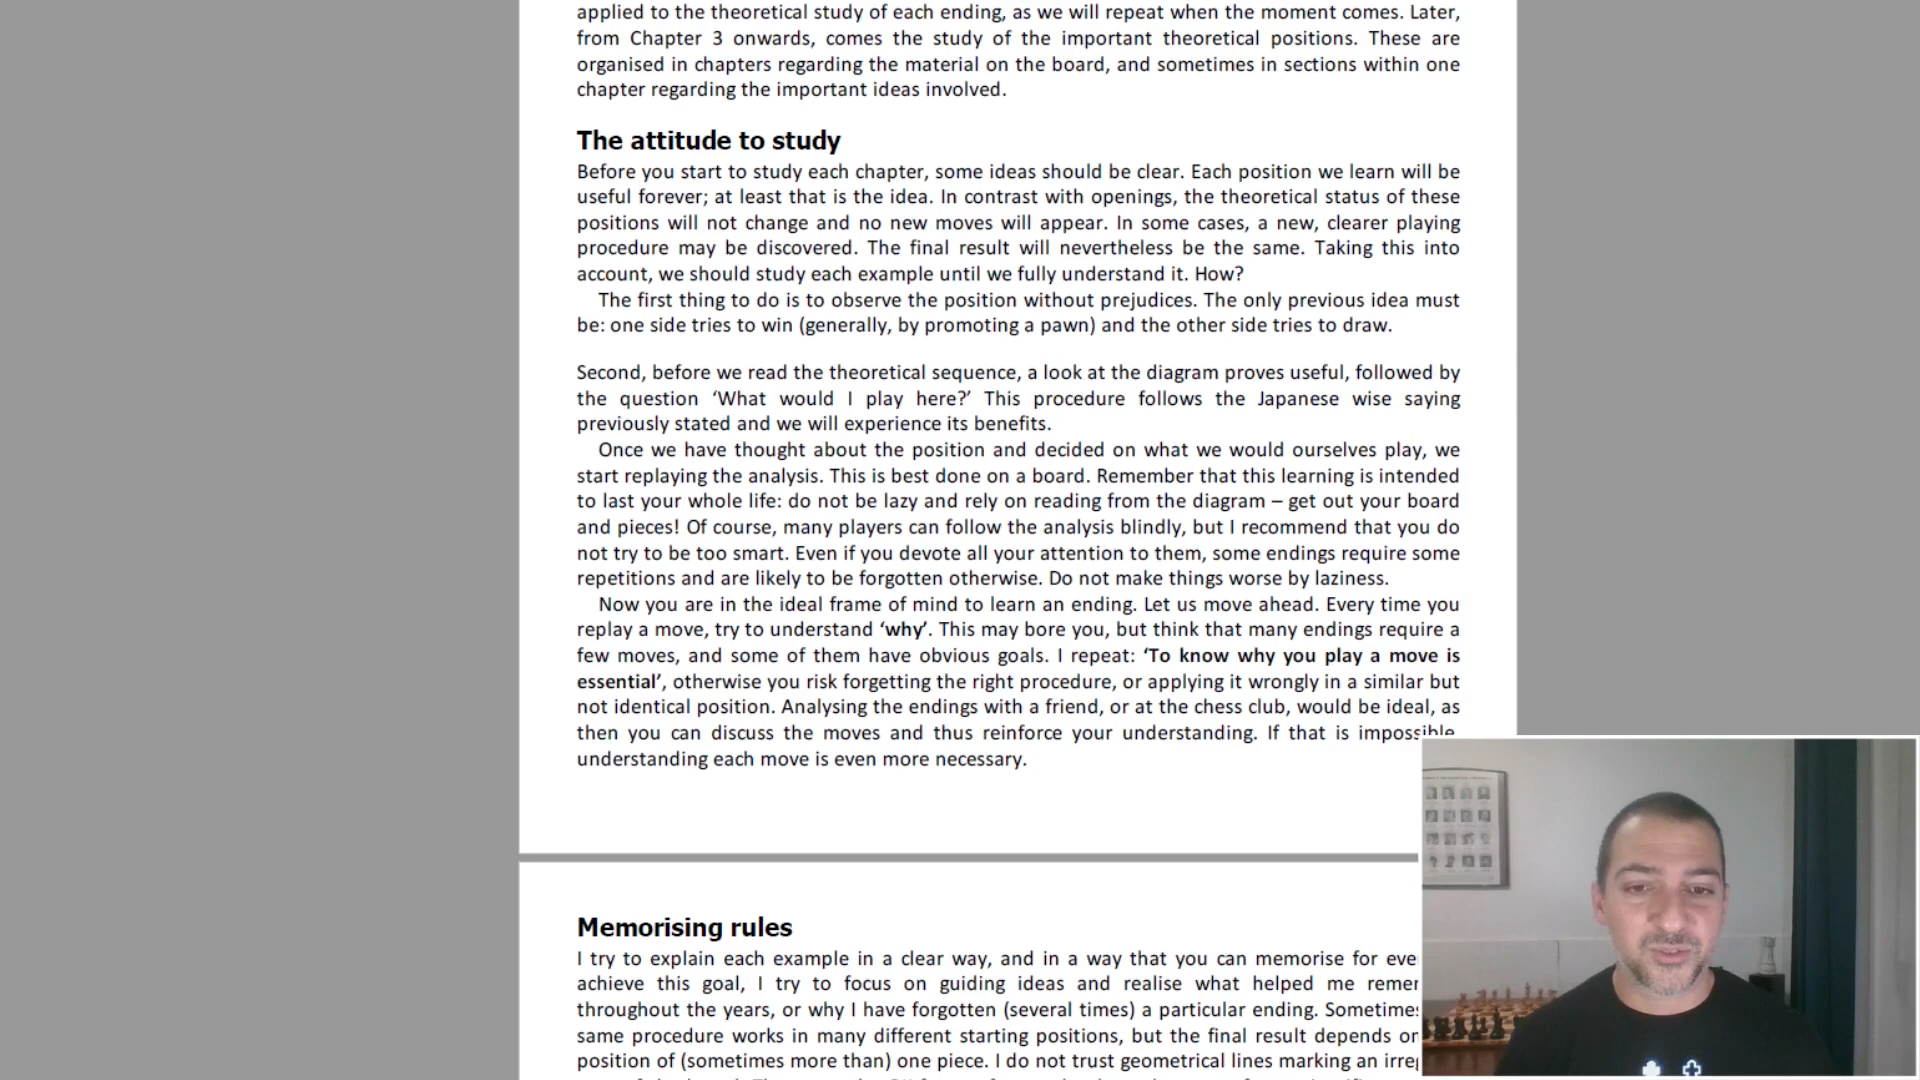 applied to the theoretical study of each ending, as we will repeat when the moment comes. Later,
from Chapter 3 onwards, comes the study of the important theoretical positions. These are
organised in chapters regarding the material on the board, and sometimes in sections within one
chapter regarding the important ideas involved.
The attitude to study
Before you start to study each chapter, some ideas should be clear. Each position we learn will be
useful forever; at least that is the idea. In contrast with openings, the theoretical status of these
positions will not change and no new moves will appear. In some cases, a new, clearer playing
procedure may be discovered. The final result will nevertheless be the same. Taking this into
account, we should study each example until we fully understand it. How?
The first thing to do is to observe the position without prejudices. The only previous idea must
be: one side tries to win (generally, by promoting a pawn) and the other side tries to draw.
Second, before we read the theoretical sequence, a look at the diagram proves useful, followed by
the question ‘What would I play here?’ This procedure follows the Japanese wise saying
previously stated and we will experience its benefits.
Once we have thought about the position and decided on what we would ourselves play, we
start replaying the analysis. This is best done on a board. Remember that this learning is intended
to last your whole life: do not be lazy and rely on reading from the diagram – get out your board
and pieces! Of course, many players can follow the analysis blindly, but I recommend that you do
not try to be too smart. Even if you devote all your attention to them, some endings require some
repetitions and are likely to be forgotten otherwise. Do not make things worse by laziness.
Now you are in the ideal frame of mind to learn an ending. Let us move ahead. Every time you
replay a move, try to understand ‘why’. This may bore you, but think that many endings require a
few moves, and some of them have obvious goals. I repeat: ‘To know why you play a move is
essential’, otherwise you risk forgetting the right procedure, or applying it wrongly in a similar but
not identical position. Analysing the endings with a friend, or at the chess club, would be ideal, as
then you can discuss the moves and thus reinforce your understanding. If that is impossible,
understanding each move is even more necessary.
Memorising rules
I try to explain each example in a clear way, and in a way that you can memorise for
achieve this goal, I try to focus on guiding ideas and realise what helped me
throughout the years, or why I have forgotten (several times) a particular ending.
same procedure works in many different starting positions, but the final result depends
position of (sometimes more than) one piece. I do not trust geometrical lines marking an